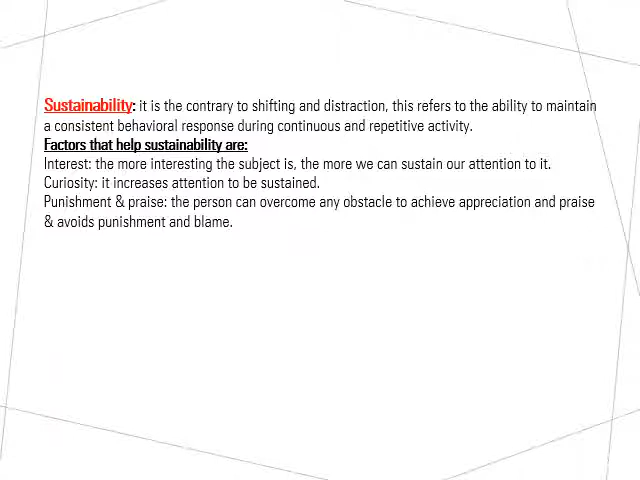 Sustainability: it is the contrary to shifting and distraction, this refers to the ability to maintain
a consistent behavioral response during continuous and repetitive activity.
Factors that help sustainability are:
Interest: the more interesting the subject is, the more we can sustain our attention to it.
Curiosity: it increases attention to be sustained.
Punishment & praise: the person can overcome any obstacle to achieve appreciation and praise
& avoids punishment and blame.